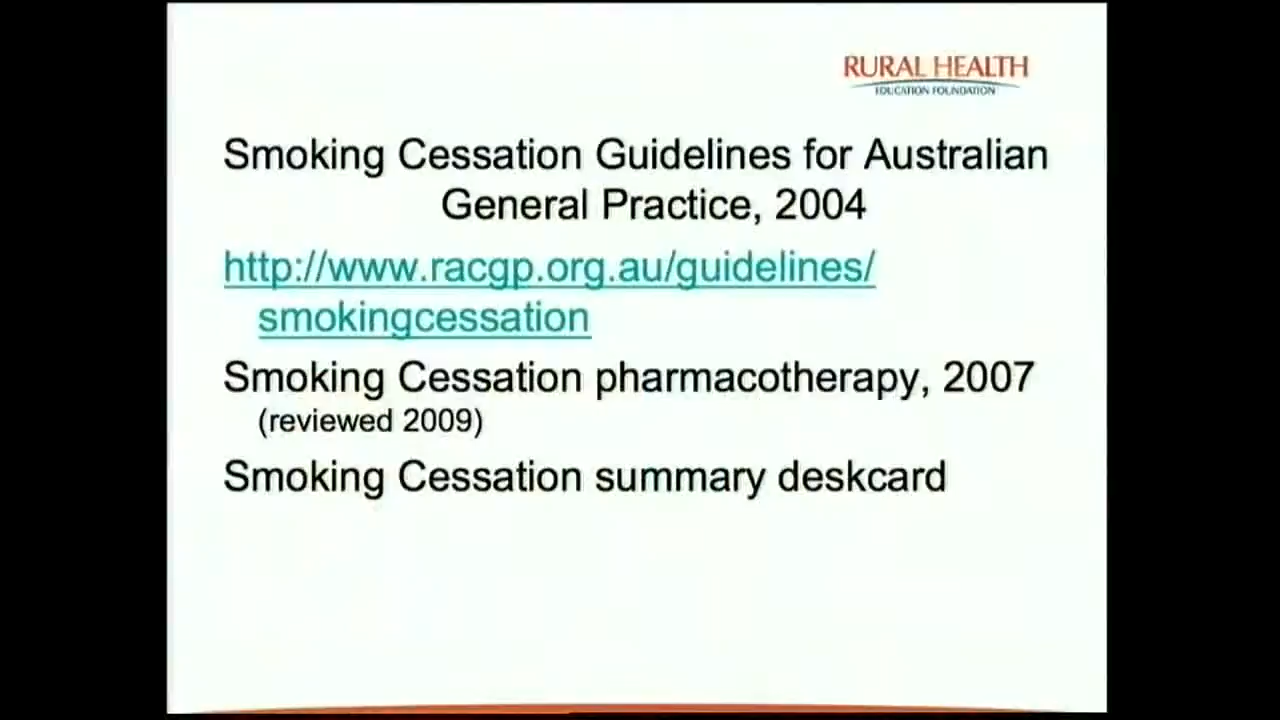 RURAL HEALTH
EDUCATION FOUNDATION
Smoking Cessation Guidelines for Australian
General Practice, 2004
http://www.racgp.org.au/guidelines/
smokingcessation
Smoking Cessation pharmacotherapy, 2007
(reviewed 2009)
Smoking Cessation summary deskcard